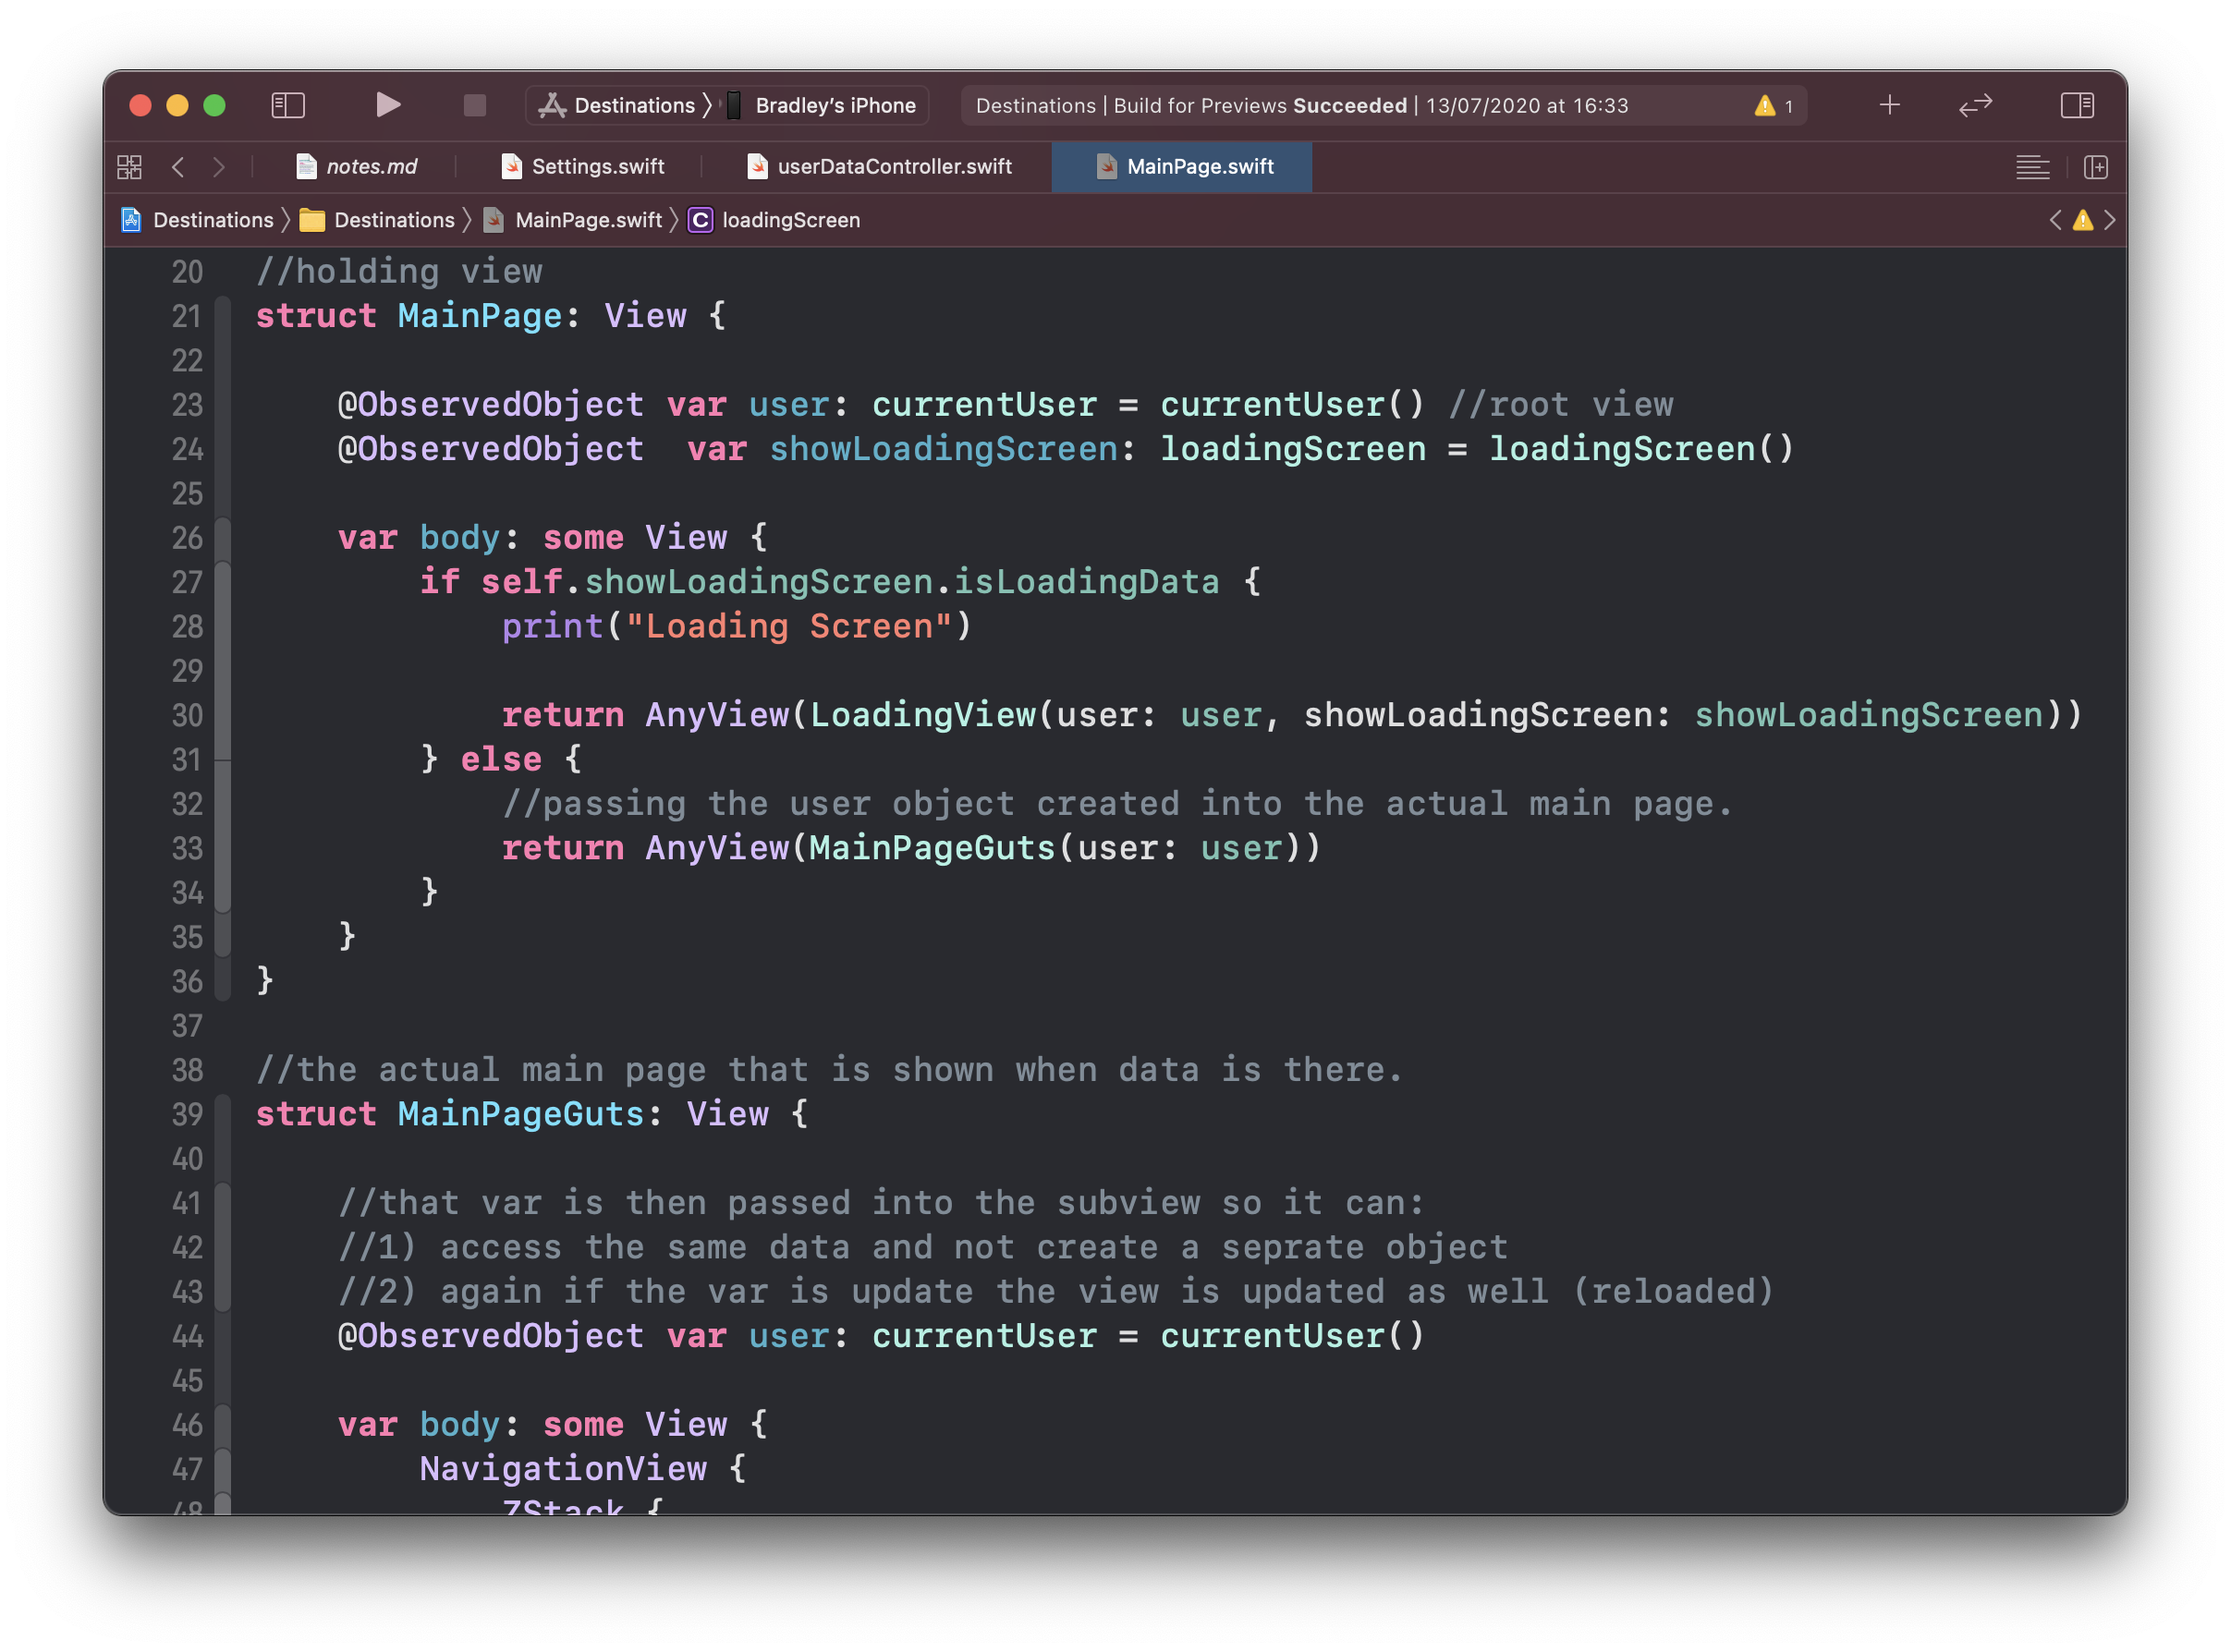 Destinations 〉 Bradley’s iPhone
Destinations | Build for Previews Succeeded | 13/07/2020 at 16:33
1
notes.md
Settings.swift
userDataController.swift
MainPage.swift
Destinations 〉 Destinations 〉 MainPage.swift 〉 C loadingScreen
20 //holding view
21 struct MainPage: View {
22
23 @ObservedObject var user: currentUser = currentUser() //root view
24 @ObservedObject  var showLoadingScreen: loadingScreen = loadingScreen()
25
26 var body: some View {
27 if self.showLoadingScreen.isLoadingData {
28 print("Loading Screen")
29
30 return AnyView(LoadingView(user: user, showLoadingScreen: showLoadingScreen))
31 } else {
32 //passing the user object created into the actual main page.
33 return AnyView(MainPageGuts(user: user))
34 }
35 }
36 }
37
38 //the actual main page that is shown when data is there.
39 struct MainPageGuts: View {
40
41 //that var is then passed into the subview so it can:
42 //1) access the same data and not create a seprate object
43 //2) again if the var is update the view is updated as well (reloaded)
44 @ObservedObject var user: currentUser = currentUser()
45
46 var body: some View {
47 NavigationView {
48 ZStack {